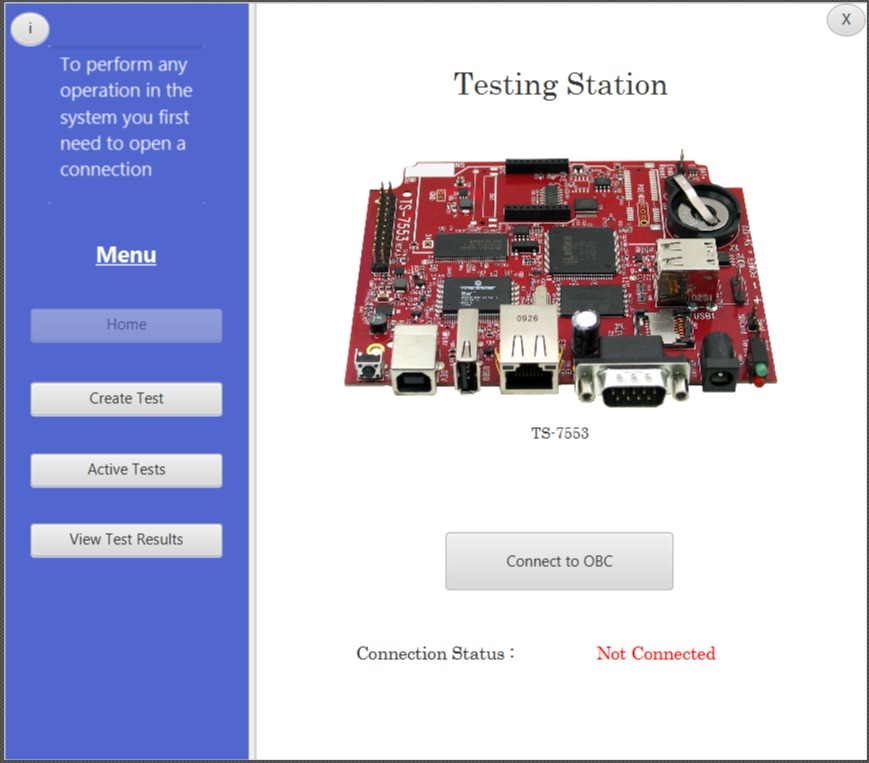 i
X
To perform any
operation in the
system you first
need to open a
connection
Menu
Home
Create Test
Active Tests
View Test Results
Testing Station
TS-7553
0926
USB1
DEV
TS-7553
Connect to OBC
Connection Status :
Not Connected